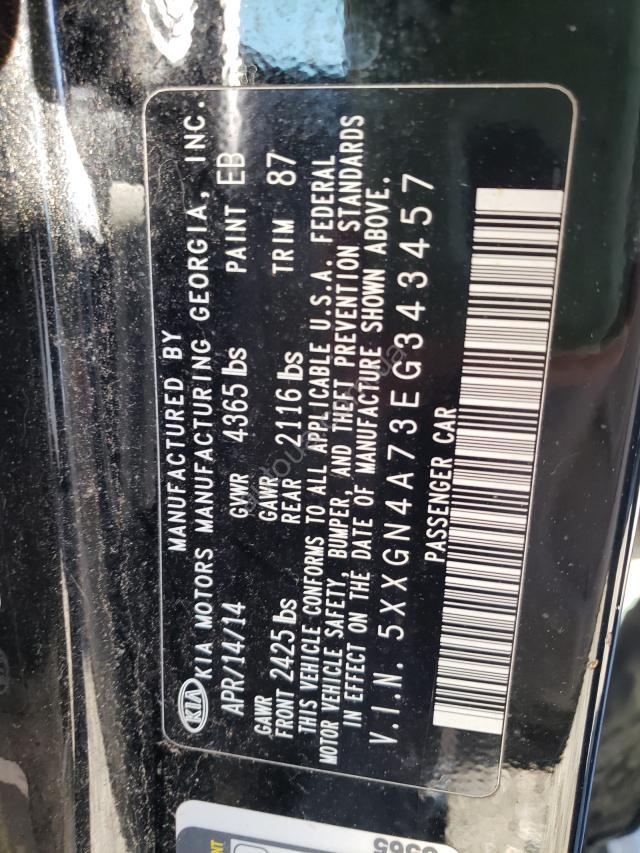 MANUFACTURED BY
KIA KIA MOTORS MANUFACTURING GEORGIA, INC.
APR/14/14 GVWR 4365 lbs PAINT EB
GAWR FRONT 2425 lbs GAWR REAR 2116 lbs TRIM 87
THIS VEHICLE CONFORMS TO ALL APPLICABLE U.S.A. FEDERAL
MOTOR VEHICLE SAFETY, BUMPER, AND THEFT PREVENTION STANDARDS
IN EFFECT ON THE DATE OF MANUFACTURE SHOWN ABOVE.
V.I.N. 5XXGN4A73EG343457
PASSENGER CAR